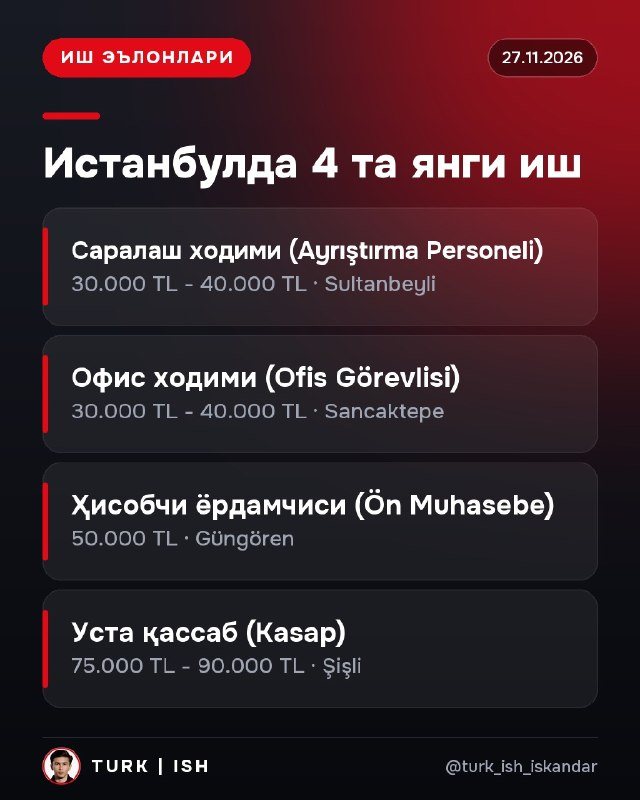 ИШ ЭЪЛОНЛАРИ
27.11.2026
Истанбулда 4 та янги иш
Саралаш ходими (Ayrıştırma Personeli)
30.000 TL - 40.000 TL · Sultanbeyli
Офис ходими (Ofis Görevlisi)
30.000 TL - 40.000 TL · Sancaktepe
Ҳисобчи ёрдамчиси (Ön Muhasebe)
50.000 TL · Güngören
Уста қассаб (Kasap)
75.000 TL - 90.000 TL · Şişli
TURK | ISH
@turk_ish_iskandar